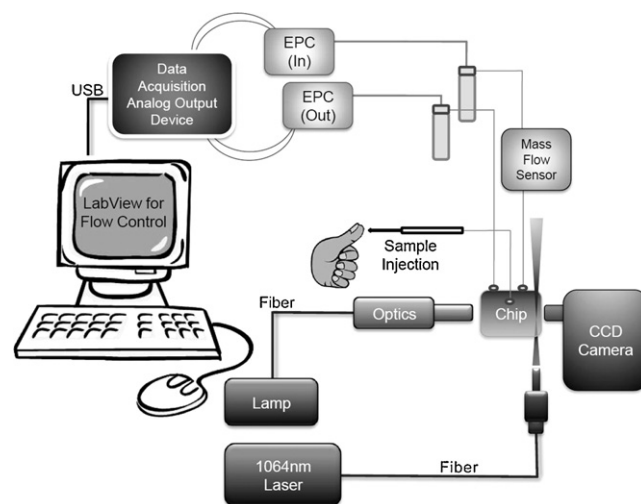 EPC
(In)
Data
Acquisition
Analog Output
Device
USB
EPC
(Out)
Mass
Flow
Sensor
LabView for
Flow Control
Sample
Injection
Fiber
Optics
Chip
CCD
Camera
Lamp
1064nm
Laser
Fiber